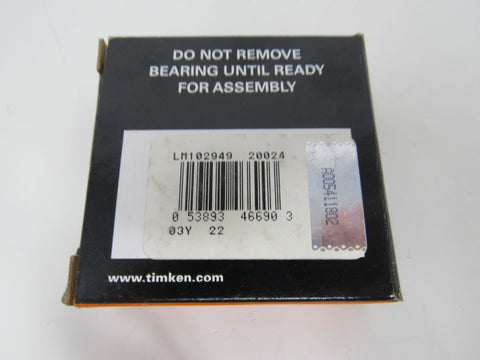 DO NOT REMOVE
BEARING UNTIL READY
FOR ASSEMBLY
LM102949 20024
A005411802
0 53893 46690 3
03Y 22
www.timken.com